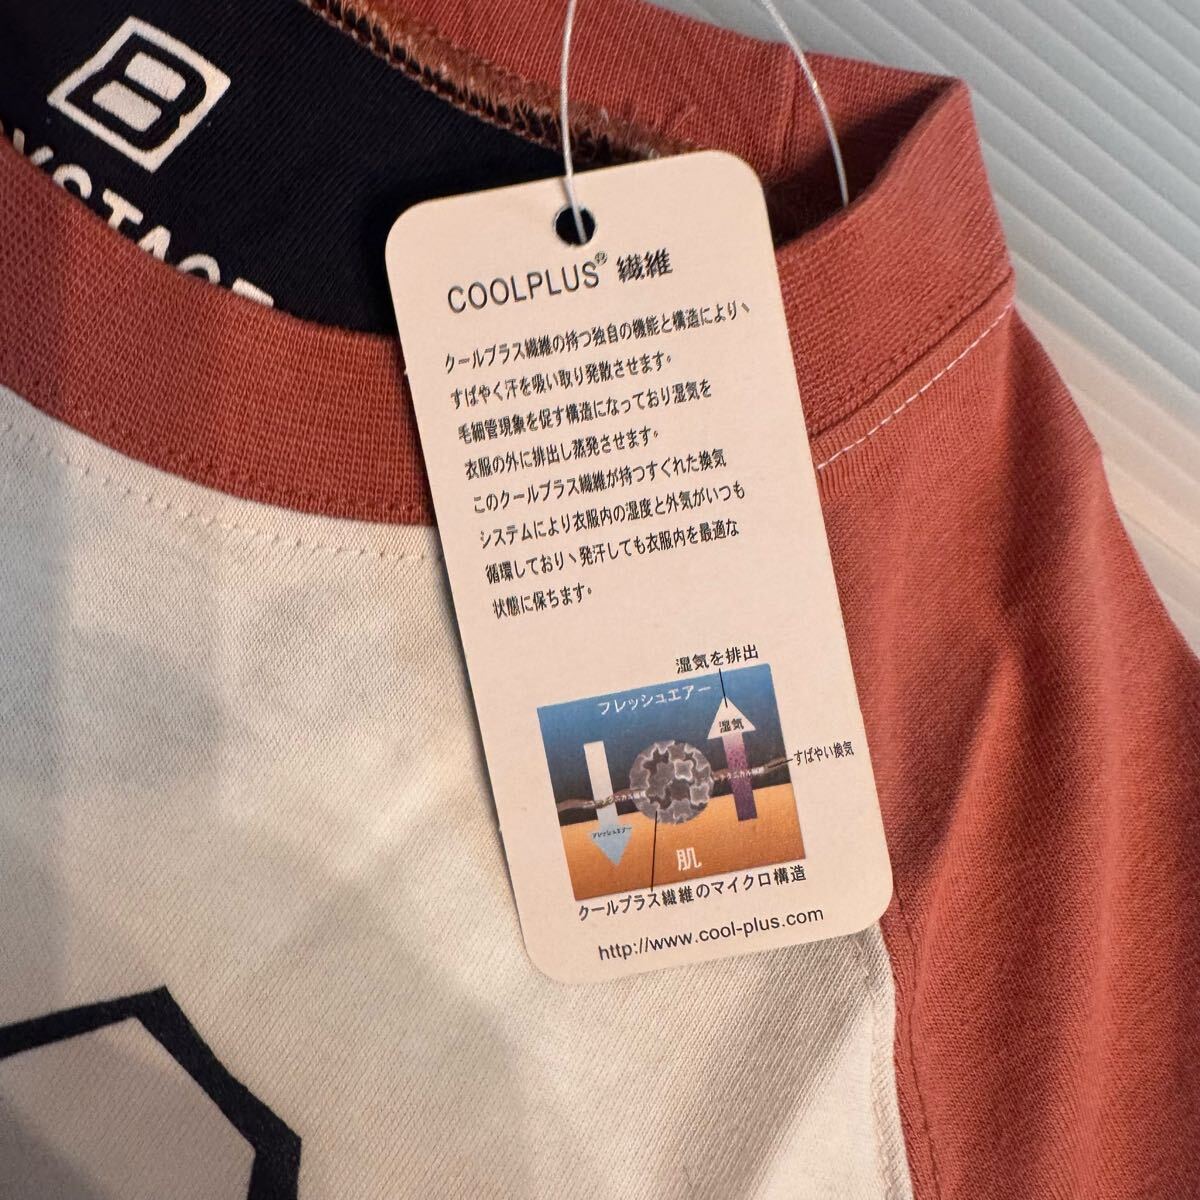 B
YSTAGE
COOLPLUS® 繊維
クールプラス繊維の持つ独自の機能と構造により、
すばやく汗を吸い取り発散させます。
毛細管現象を促す構造になっており湿気を
衣服の外に排出し蒸発させます。
このクールプラス繊維が持つすぐれた換気
システムにより衣服内の湿度と外気がいつも
循環しており、発汗しても衣服内を最適な
状態に保ちます。
湿気を排出
フレッシュエアー
湿気
すばやい換気
フレッシュエアー
肌
クールプラス繊維のマイクロ構造
http://www.cool-plus.com